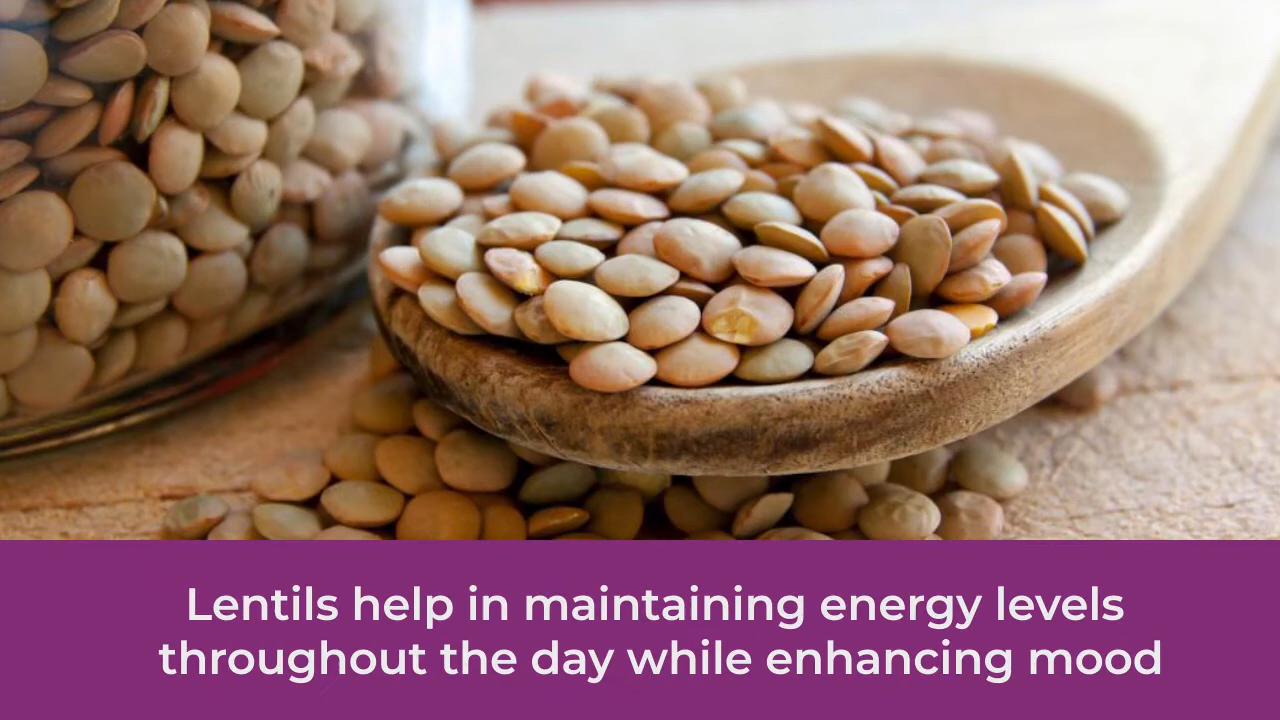 Lentils help in maintaining energy levels
throughout the day while enhancing mood